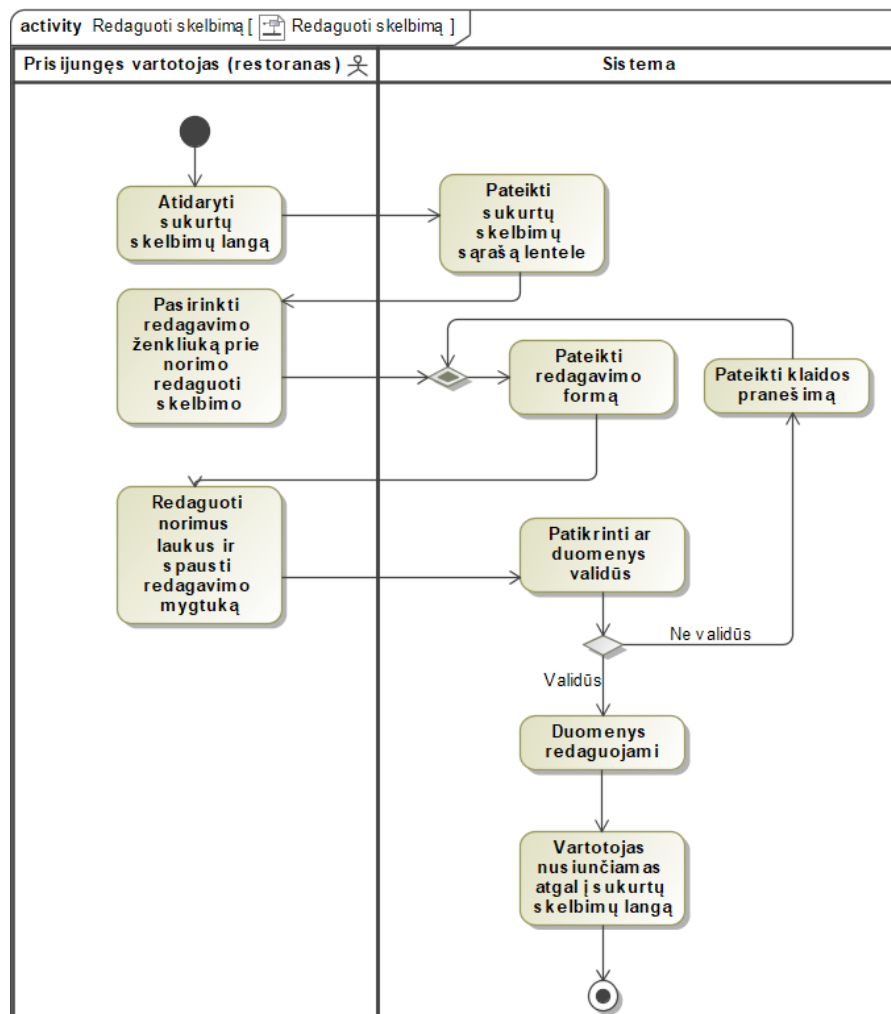 activity Redaguoti skelbimą [ Redaguoti skelbimą ]
Prisijungęs vartotojas (restoranas)
Sistema
Atidaryti
sukurtų
skelbimų langą
Pateikti
sukurtų
skelbimų
sąrašą lentele
Pasirinkti
redagavimo
ženkliuką prie
norimo
redaguoti
skelbimo
Pateikti
redagavimo
formą
Pateikti klaidos
pranešimą
Redaguoti
norimus
laukus ir
spausti
redagavimo
mygtuką
Patikrinti ar
duomenys
validūs
Ne validūs
Validūs
Duomenys
redaguojami
Vartotojas
nusiunčiamas
atgal į sukurtų
skelbimų langą